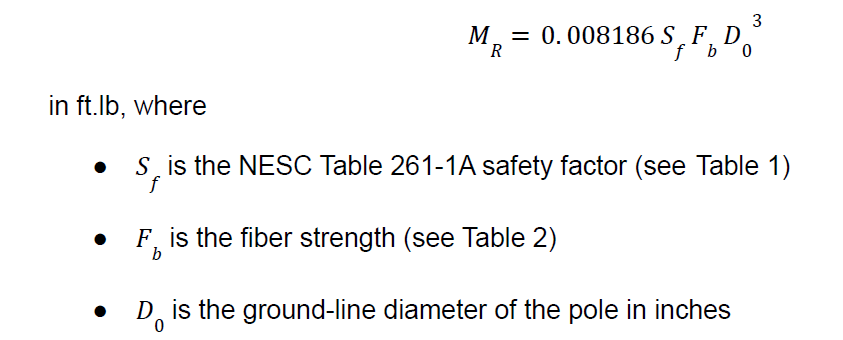 M_R = 0.008186 S_f F_b D_0^3
in ft.lb, where
● S_f is the NESC Table 261-1A safety factor (see Table 1)
● F_b is the fiber strength (see Table 2)
● D_0 is the ground-line diameter of the pole in inches